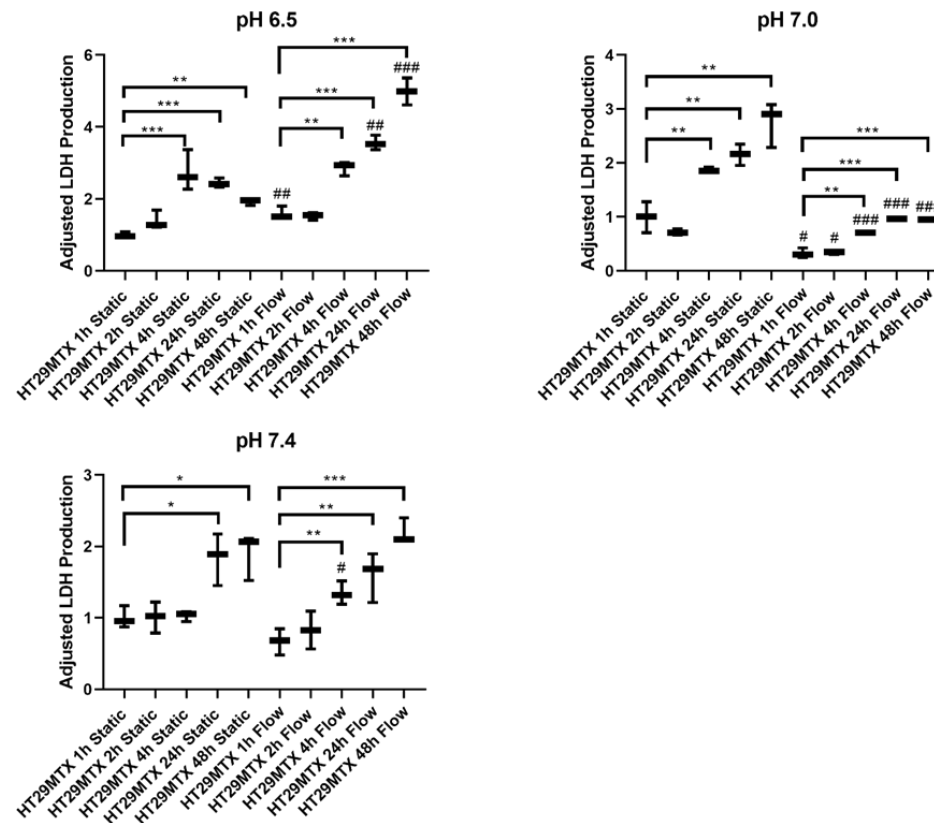 pH 6.5
Adjusted LDH Production
6
4
2
0
***
***
**
**
***
***
##
##
###
HT29MTX 1h Static
HT29MTX 2h Static
HT29MTX 4h Static
HT29MTX 24h Static
HT29MTX 48h Static
HT29MTX 1h Flow
HT29MTX 2h Flow
HT29MTX 4h Flow
HT29MTX 24h Flow
HT29MTX 48h Flow
pH 7.0
Adjusted LDH Production
4
3
2
1
0
**
**
**
**
***
***
#
#
###
###
##
HT29MTX 1h Static
HT29MTX 2h Static
HT29MTX 4h Static
HT29MTX 24h Static
HT29MTX 48h Static
HT29MTX 1h Flow
HT29MTX 2h Flow
HT29MTX 4h Flow
HT29MTX 24h Flow
HT29MTX 48h Flow
pH 7.4
Adjusted LDH Production
3
2
1
0
*
*
**
**
***
#
HT29MTX 1h Static
HT29MTX 2h Static
HT29MTX 4h Static
HT29MTX 24h Static
HT29MTX 48h Static
HT29MTX 1h Flow
HT29MTX 2h Flow
HT29MTX 4h Flow
HT29MTX 24h Flow
HT29MTX 48h Flow